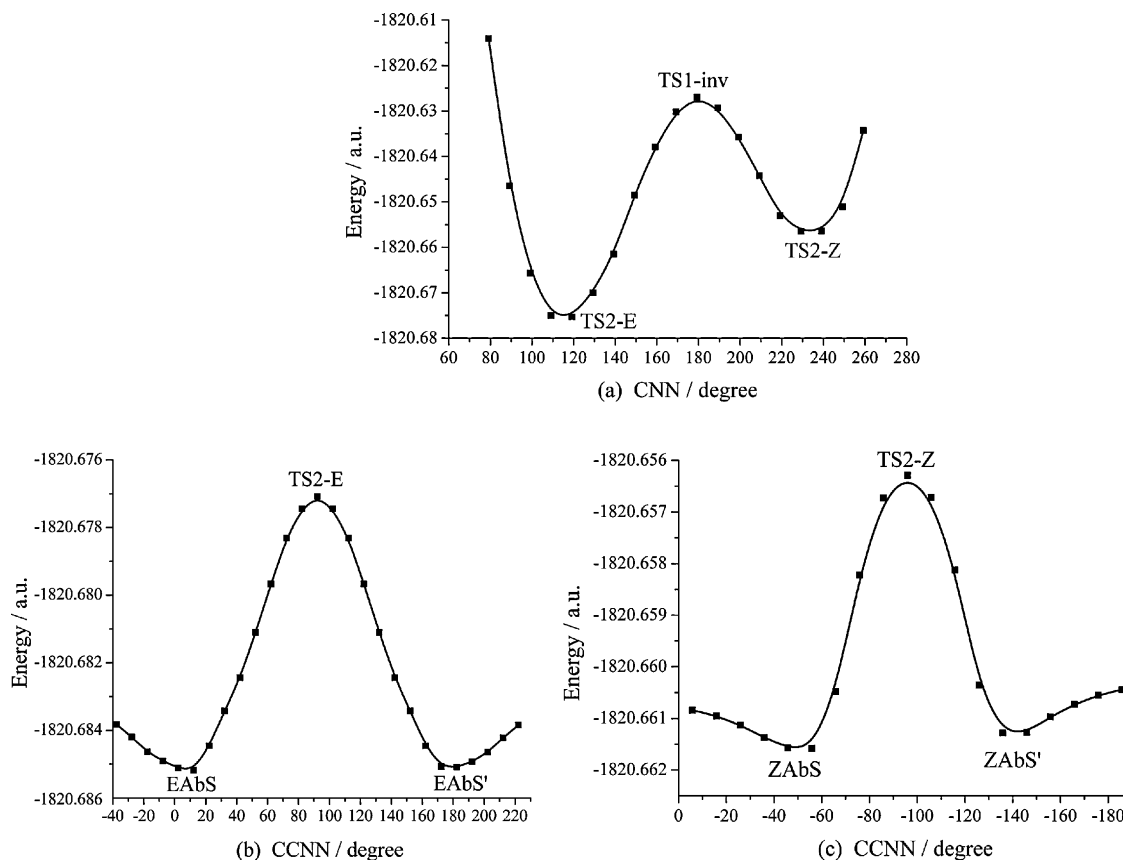 -1820.61
-1820.62
-1820.63
-1820.64
-1820.65
-1820.66
-1820.67
-1820.68
Energy / a.u.
TS1-inv
TS2-Z
TS2-E
60 80 100 120 140 160 180 200 220 240 260 280
(a) CNN / degree
-1820.676
-1820.678
-1820.680
-1820.682
-1820.684
-1820.686
Energy / a.u.
TS2-E
EAbS
EAbS'
-40 -20 0 20 40 60 80 100 120 140 160 180 200 220
(b) CCNN / degree
-1820.656
-1820.657
-1820.658
-1820.659
-1820.660
-1820.661
-1820.662
Energy / a.u.
TS2-Z
ZAbS
ZAbS'
0 -20 -40 -60 -80 -100 -120 -140 -160 -180
(c) CCNN / degree